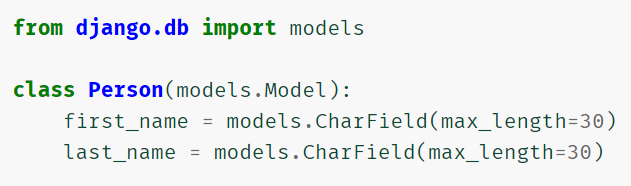 from django.db import models
class Person(models.Model):
    first_name = models.CharField(max_length=30)
    last_name = models.CharField(max_length=30)